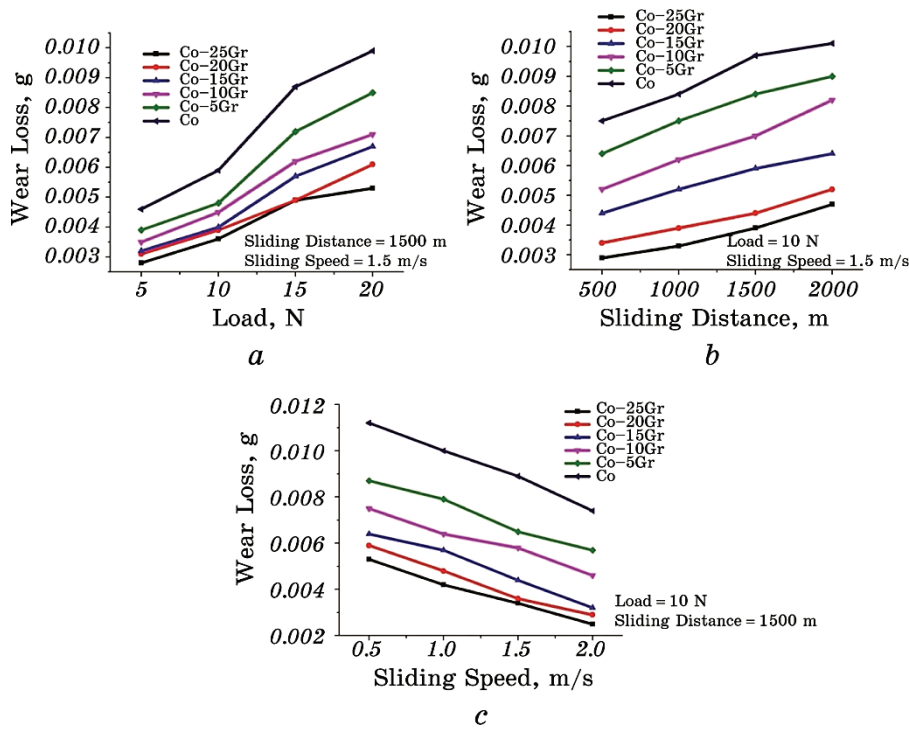 Wear Loss, g
0.010
0.009
0.008
0.007
0.006
0.005
0.004
0.003
Co–25Gr
Co–20Gr
Co–15Gr
Co–10Gr
Co–5Gr
Co
Sliding Distance = 1500 m
Sliding Speed = 1.5 m/s
5 10 15 20
Load, N
a
Wear Loss, g
0.010
0.009
0.008
0.007
0.006
0.005
0.004
0.003
Co–25Gr
Co–20Gr
Co–15Gr
Co–10Gr
Co–5Gr
Co
Load = 10 N
Sliding Speed = 1.5 m/s
500 1000 1500 2000
Sliding Distance, m
b
Wear Loss, g
0.012
0.010
0.008
0.006
0.004
0.002
Co–25Gr
Co–20Gr
Co–15Gr
Co–10Gr
Co–5Gr
Co
Load = 10 N
Sliding Distance = 1500 m
0.5 1.0 1.5 2.0
Sliding Speed, m/s
c